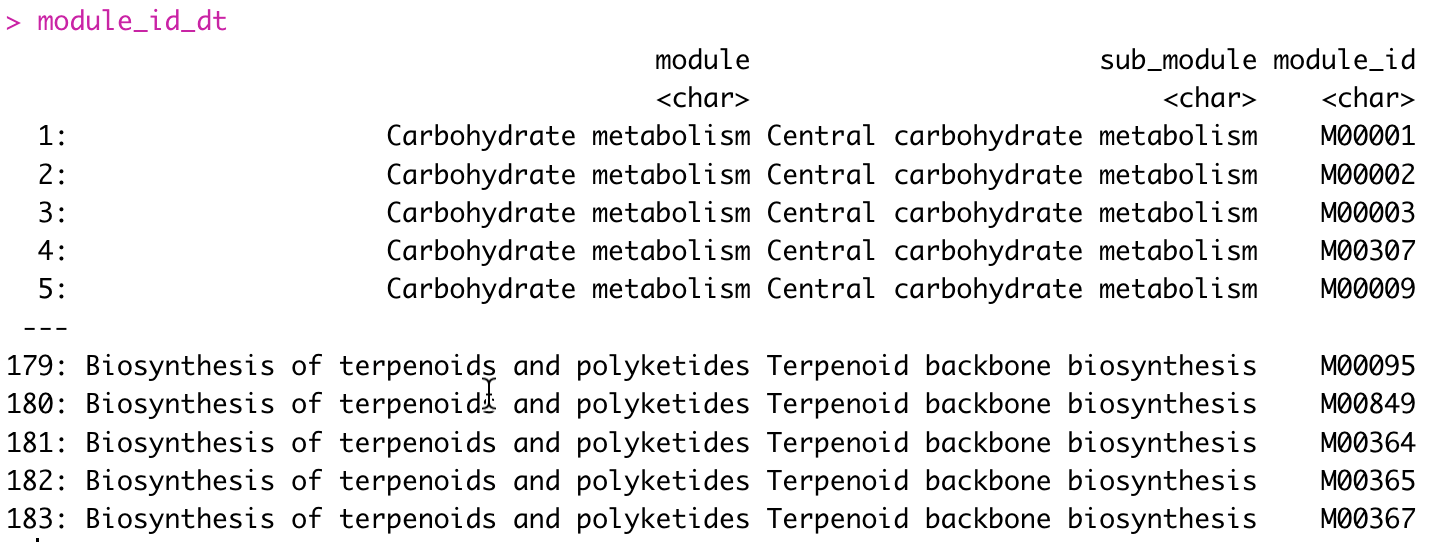 > module_id_dt
module sub_module module_id
<char> <char> <char>
1: Carbohydrate metabolism Central carbohydrate metabolism M00001
2: Carbohydrate metabolism Central carbohydrate metabolism M00002
3: Carbohydrate metabolism Central carbohydrate metabolism M00003
4: Carbohydrate metabolism Central carbohydrate metabolism M00307
5: Carbohydrate metabolism Central carbohydrate metabolism M00009
---
179: Biosynthesis of terpenoids and polyketides Terpenoid backbone biosynthesis M00095
180: Biosynthesis of terpenoids and polyketides Terpenoid backbone biosynthesis M00849
181: Biosynthesis of terpenoids and polyketides Terpenoid backbone biosynthesis M00364
182: Biosynthesis of terpenoids and polyketides Terpenoid backbone biosynthesis M00365
183: Biosynthesis of terpenoids and polyketides Terpenoid backbone biosynthesis M00367